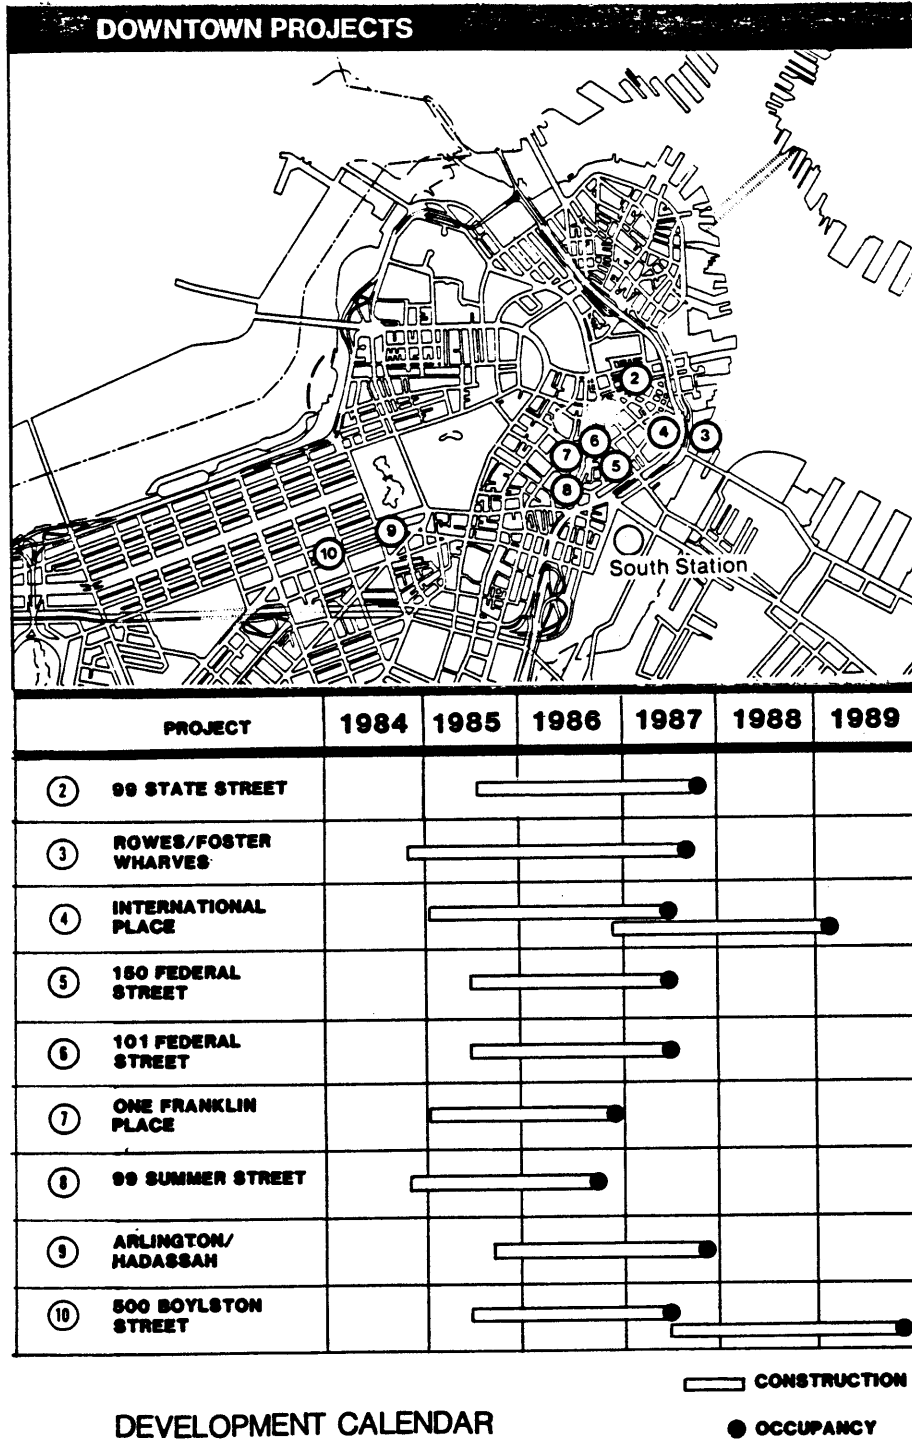 DOWNTOWN PROJECTS
2
4
3
6
7
5
8
9
10
South Station
PROJECT 1984 1985 1986 1987 1988 1989
2 99 STATE STREET
3 ROWES/FOSTER
WHARVES
4 INTERNATIONAL
PLACE
5 150 FEDERAL
STREET
6 101 FEDERAL
STREET
7 ONE FRANKLIN
PLACE
8 99 SUMMER STREET
9 ARLINGTON/
HADASSAH
10 500 BOYLSTON
STREET
CONSTRUCTION
DEVELOPMENT CALENDAR
OCCUPANCY